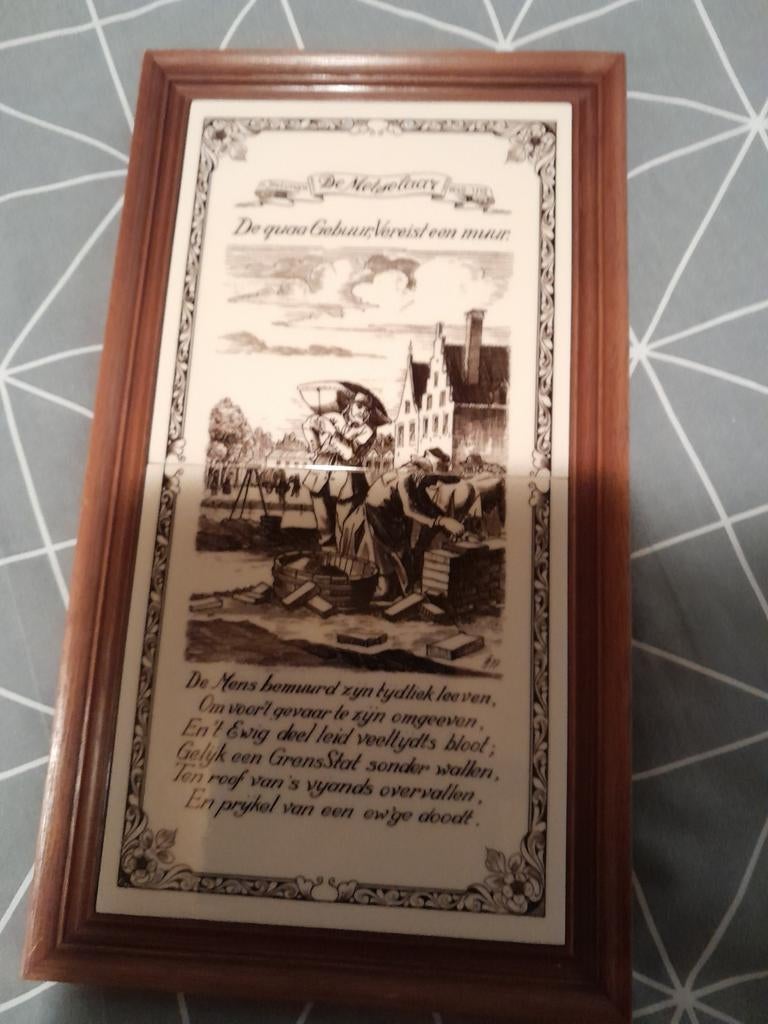 De Metselaar
De quaa Gebuur, Vereist een muur.
De Mens bemuurd zyn tydliek leeven,
Om voor't gevaar te zijn omgeeven,
En't Ewig deel leid veeltydts bloot;
Gelyk een GrensStat sonder wallen,
Ten roof van's vyands overvallen,
En prijkel van een ew'ge doodt.